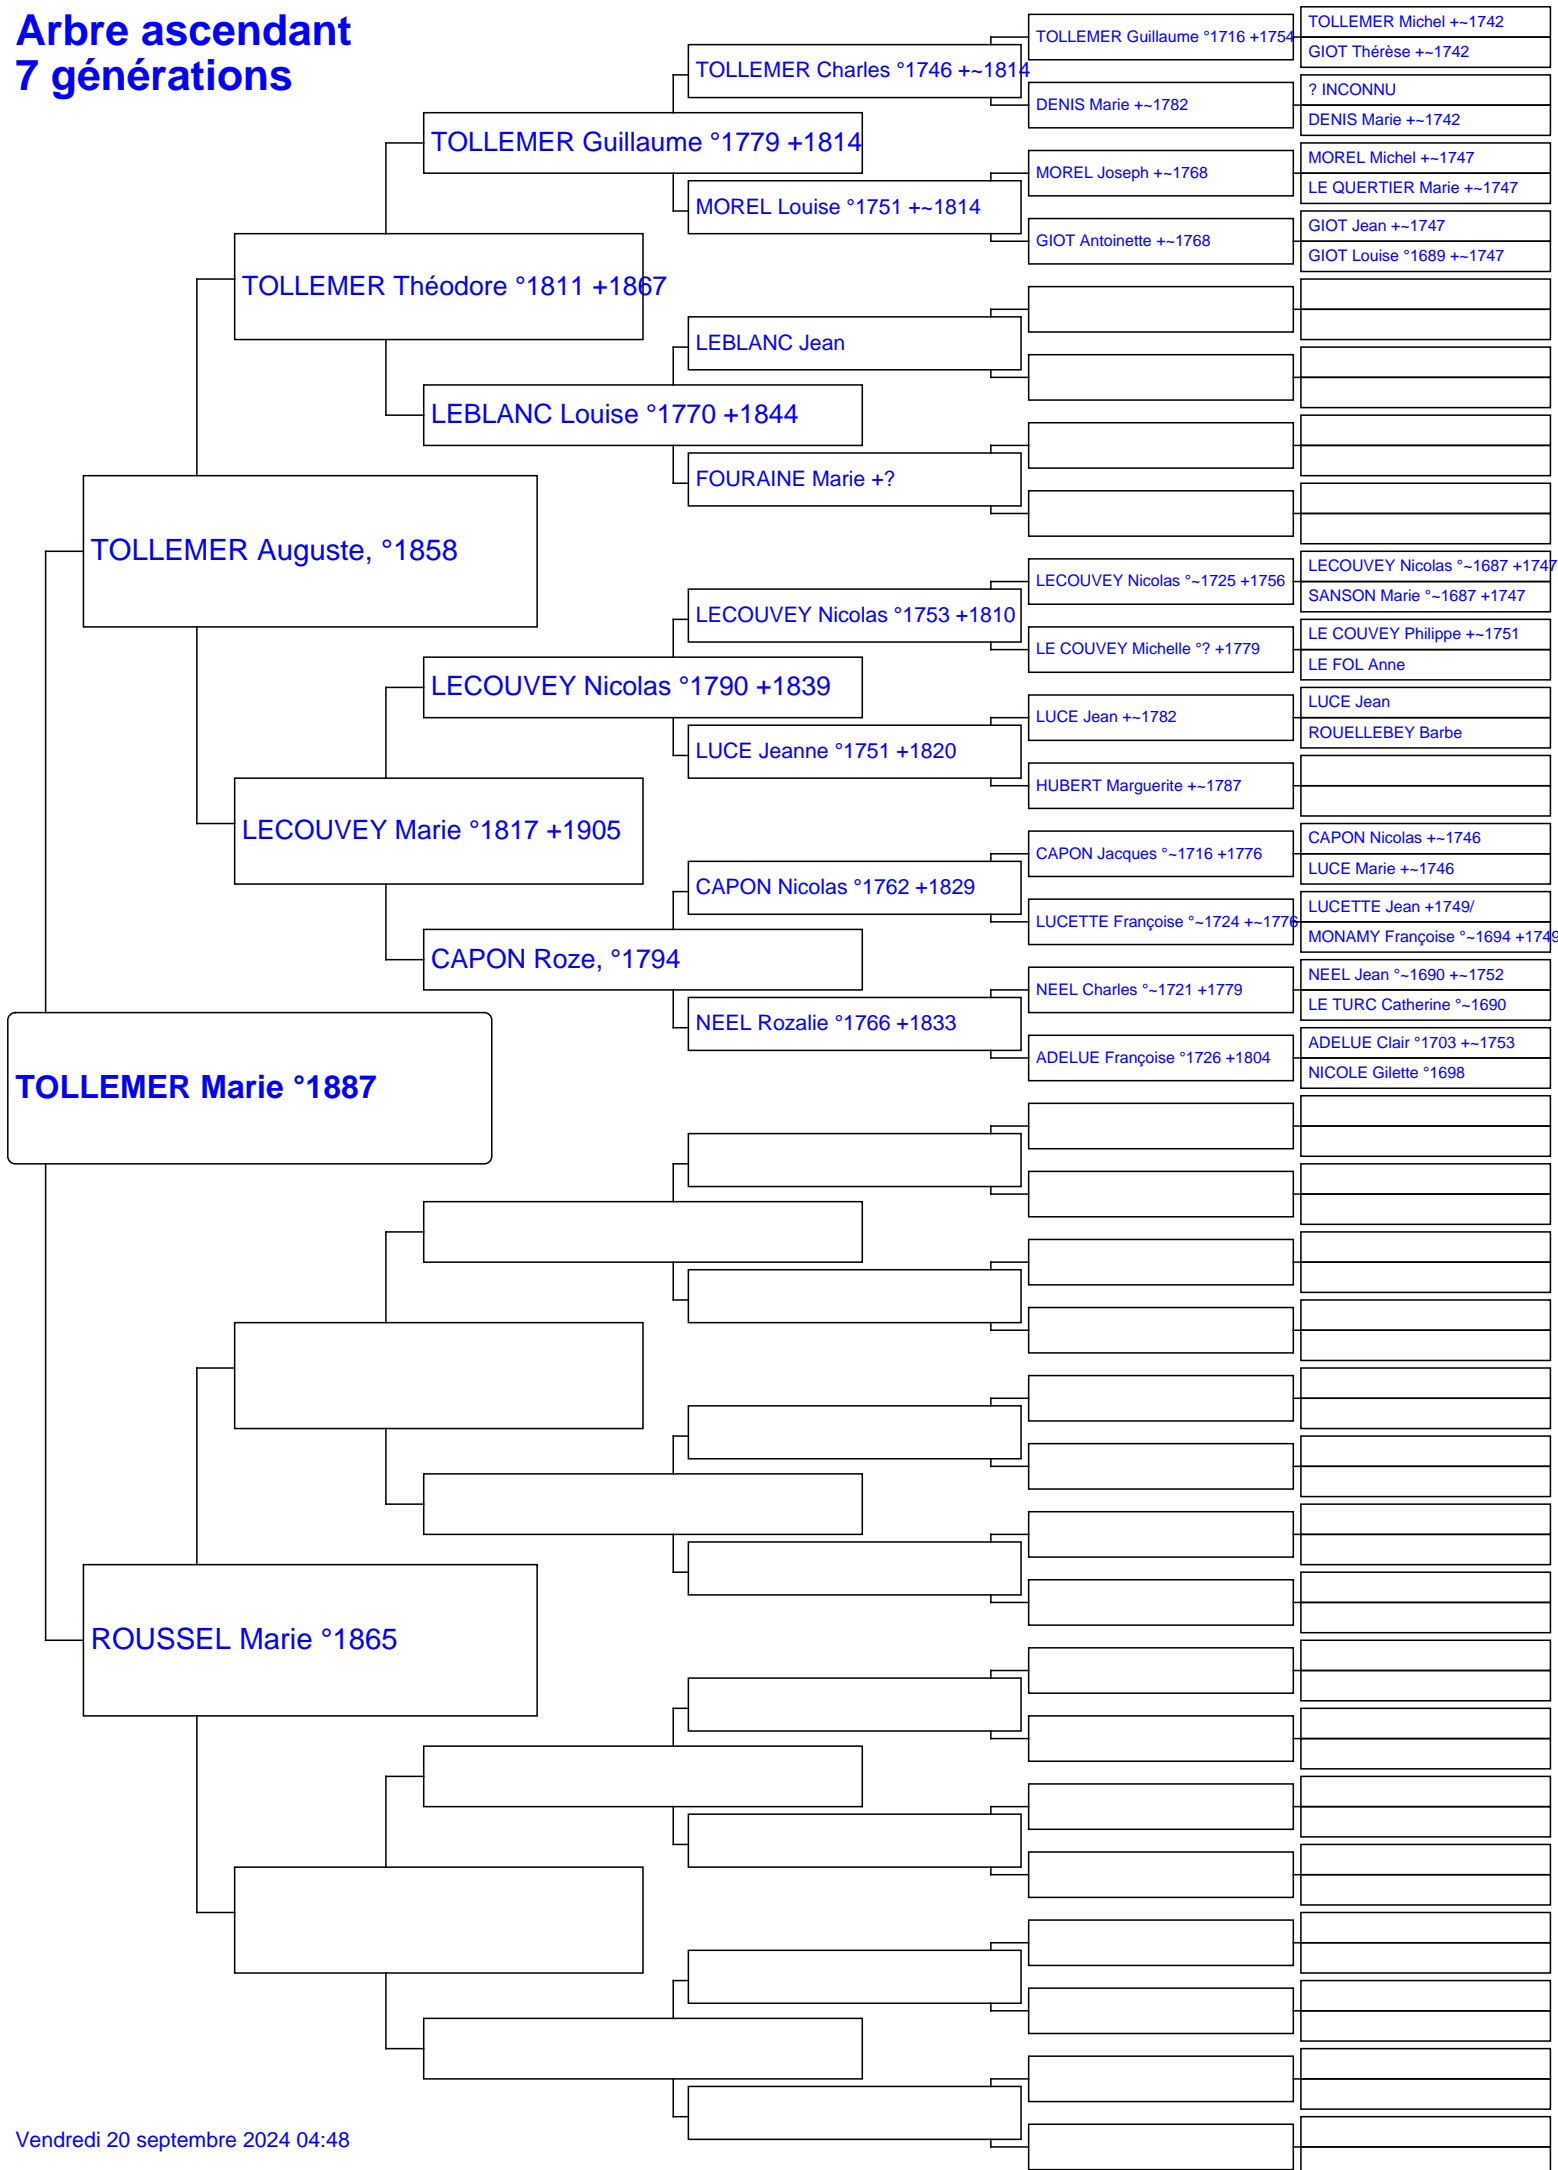 Arbre ascendant
7 générations
TOLLEMER Marie °1887
TOLLEMER Auguste, °1858
ROUSSEL Marie °1865
TOLLEMER Théodore °1811 +1867
LECOUVEY Marie °1817 +1905
TOLLEMER Guillaume °1779 +1814
LEBLANC Louise °1770 +1844
LECOUVEY Nicolas °1790 +1839
CAPON Roze, °1794
TOLLEMER Charles °1746 +~1814
MOREL Louise °1751 +~1814
LEBLANC Jean
FOURAINE Marie +?
LECOUVEY Nicolas °1753 +1810
LUCE Jeanne °1751 +1820
CAPON Nicolas °1762 +1829
NEEL Rozalie °1766 +1833
TOLLEMER Guillaume °1716 +1754
DENIS Marie +~1782
MOREL Joseph +~1768
GIOT Antoinette +~1768
LECOUVEY Nicolas °~1725 +1756
LE COUVEY Michelle °? +1779
LUCE Jean +~1782
HUBERT Marguerite +~1787
CAPON Jacques °~1716 +1776
LUCETTE Françoise °~1724 +~1776
NEEL Charles °~1721 +1779
ADELUE Françoise °1726 +1804
TOLLEMER Michel +~1742
GIOT Thérèse +~1742
? INCONNU
DENIS Marie +~1742
MOREL Michel +~1747
LE QUERTIER Marie +~1747
GIOT Jean +~1747
GIOT Louise °1689 +~1747
LECOUVEY Nicolas °~1687 +1747
SANSON Marie °~1687 +1747
LE COUVEY Philippe +~1751
LE FOL Anne
LUCE Jean
ROUELLEBEY Barbe
CAPON Nicolas +~1746
LUCE Marie +~1746
LUCETTE Jean +1749/
MONAMY Françoise °~1694 +1749
NEEL Jean °~1690 +~1752
LE TURC Catherine °~1690
ADELUE Clair °1703 +~1753
NICOLE Gilette °1698
Vendredi 20 septembre 2024 04:48